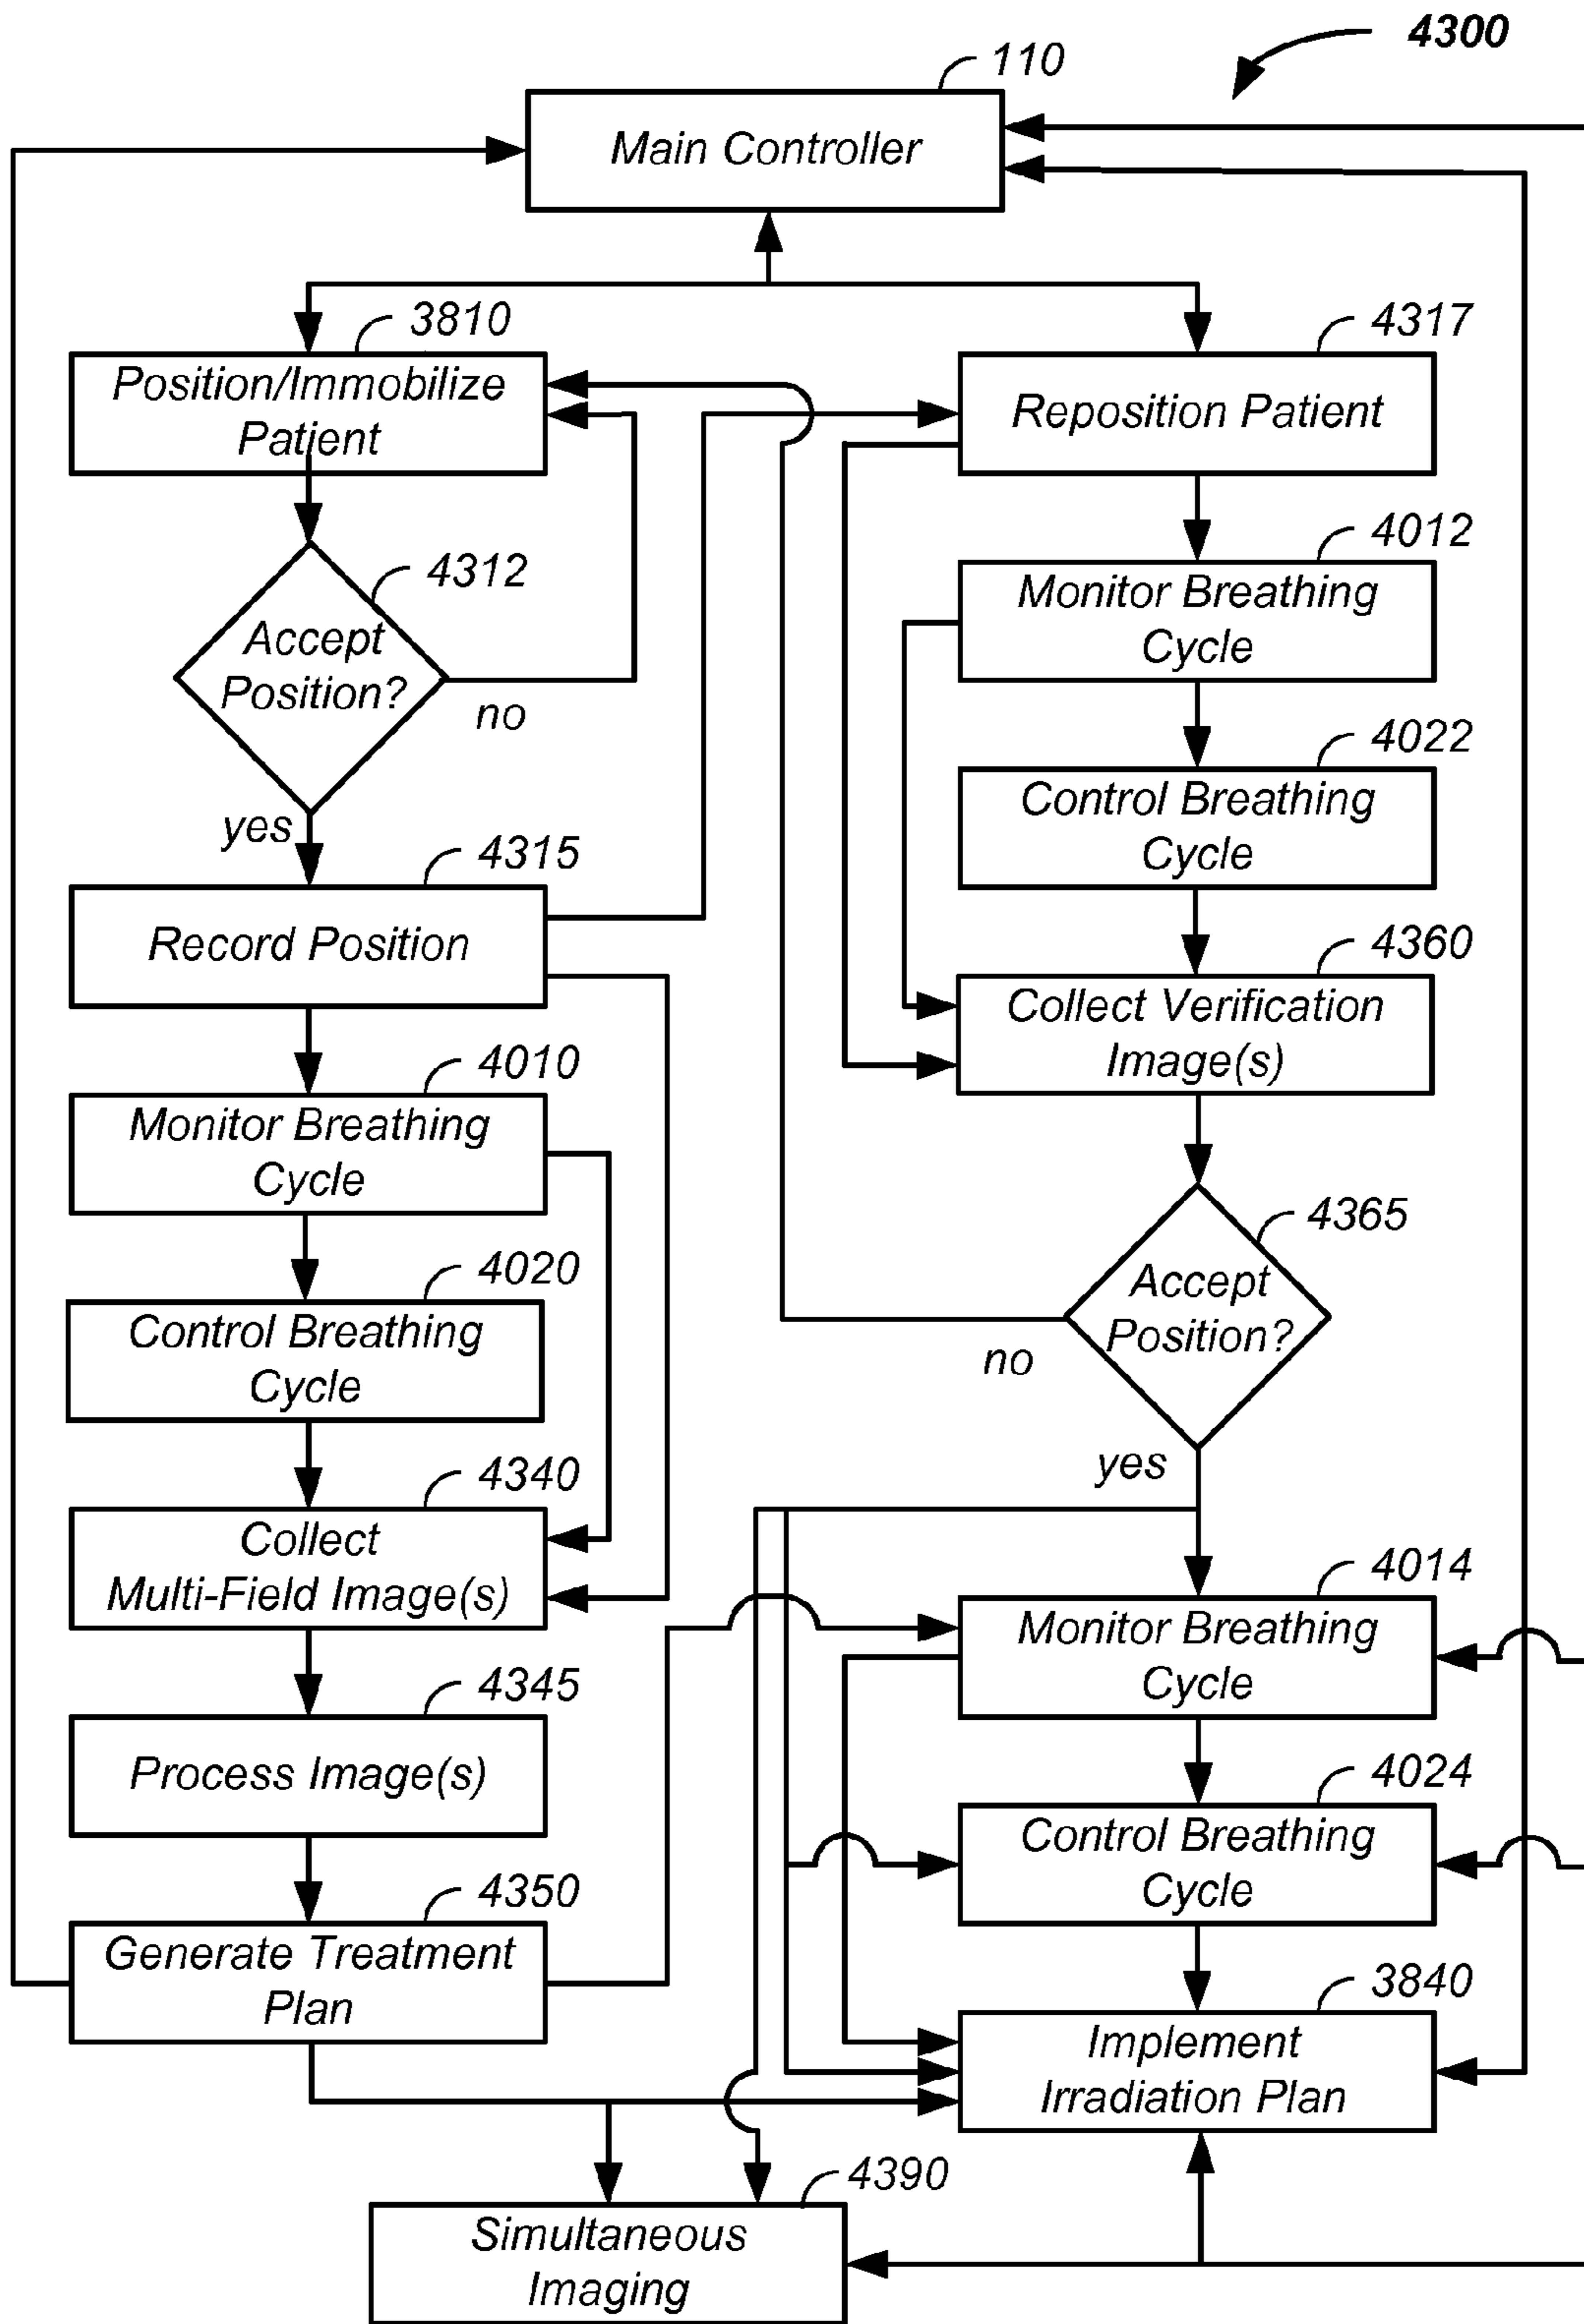 4300
110
Main Controller
3810
Position/Immobilize
Patient
4312
Accept
Position?
no
yes
4315
Record Position
4010
Monitor Breathing
Cycle
4020
Control Breathing
Cycle
4340
Collect
Multi-Field Image(s)
4345
Process Image(s)
4350
Generate Treatment
Plan
4317
Reposition Patient
4012
Monitor Breathing
Cycle
4022
Control Breathing
Cycle
4360
Collect Verification
Image(s)
4365
Accept
Position?
no
yes
4014
Monitor Breathing
Cycle
4024
Control Breathing
Cycle
3840
Implement
Irradiation Plan
4390
Simultaneous
Imaging